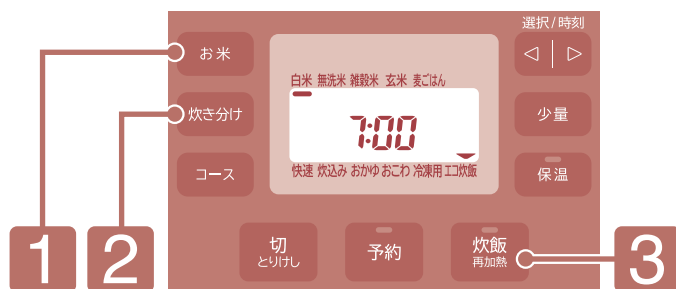 選択/時刻
お米
白米 無洗米 雑穀米 玄米 麦ごはん
炊き分け
7:00
少量
コース
快速 炊込み おかゆ おこわ 冷凍用 エコ炊飯
保温
1
2
切
とりけし
予約
炊飯
再加熱
3